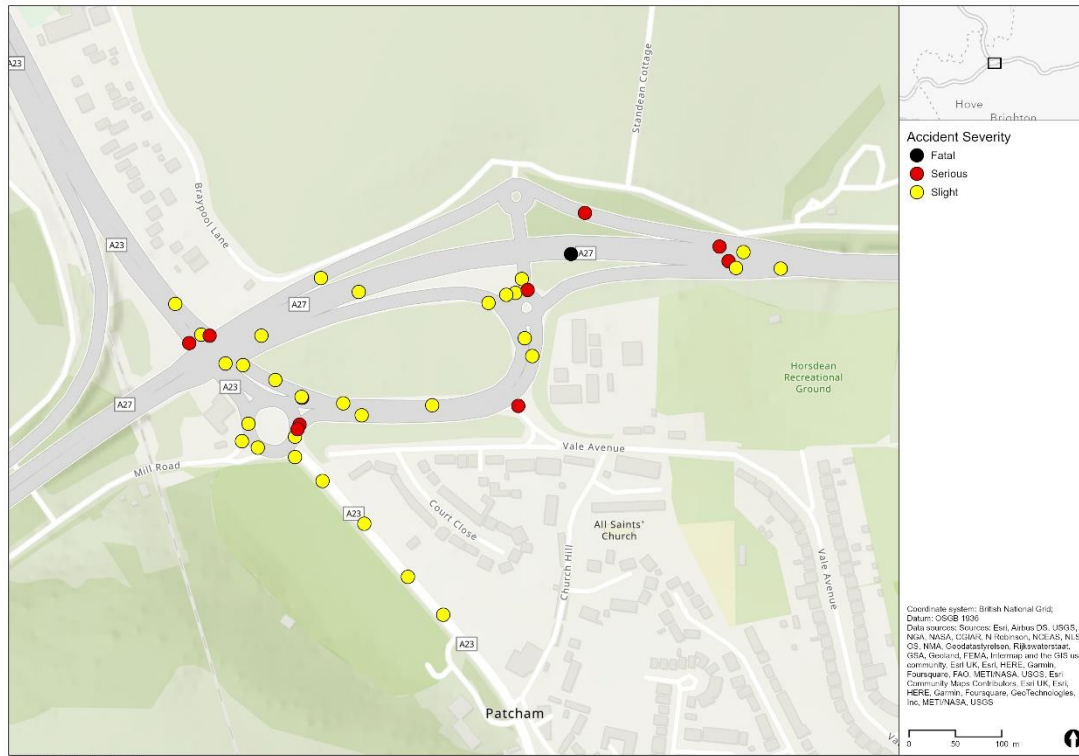 A23
Standean Cottage
Braypool Lane
A23
A27
A27
A23
A27
Horsdean
Recreational
Ground
Mill Road
Vale Avenue
Court Close
A23
All Saints'
Church
Church Hill
Vale Avenue
A23
Patcham
Hove
Brighton
Accident Severity
Fatal
Serious
Slight
Coordinate system: British National Grid;
Datum: OSGB 1936
Data sources: Sources: Esri, Airbus DS, USGS,
NGA, NASA, CGIAR, N Robinson, NCEAS, NLS,
OS, NMA, Geodatastyrelsen, Rijkswaterstaat,
GSA, Geoland, FEMA, Intermap and the GIS us
community, Esri UK, Esri, HERE, Garmin,
Foursquare, FAO, METI/NASA, USGS, Esri
Community Maps Contributors, Esri UK, Esri,
HERE, Garmin, Foursquare, GeoTechnologies,
Inc, METI/NASA, USGS
0 50 100 m